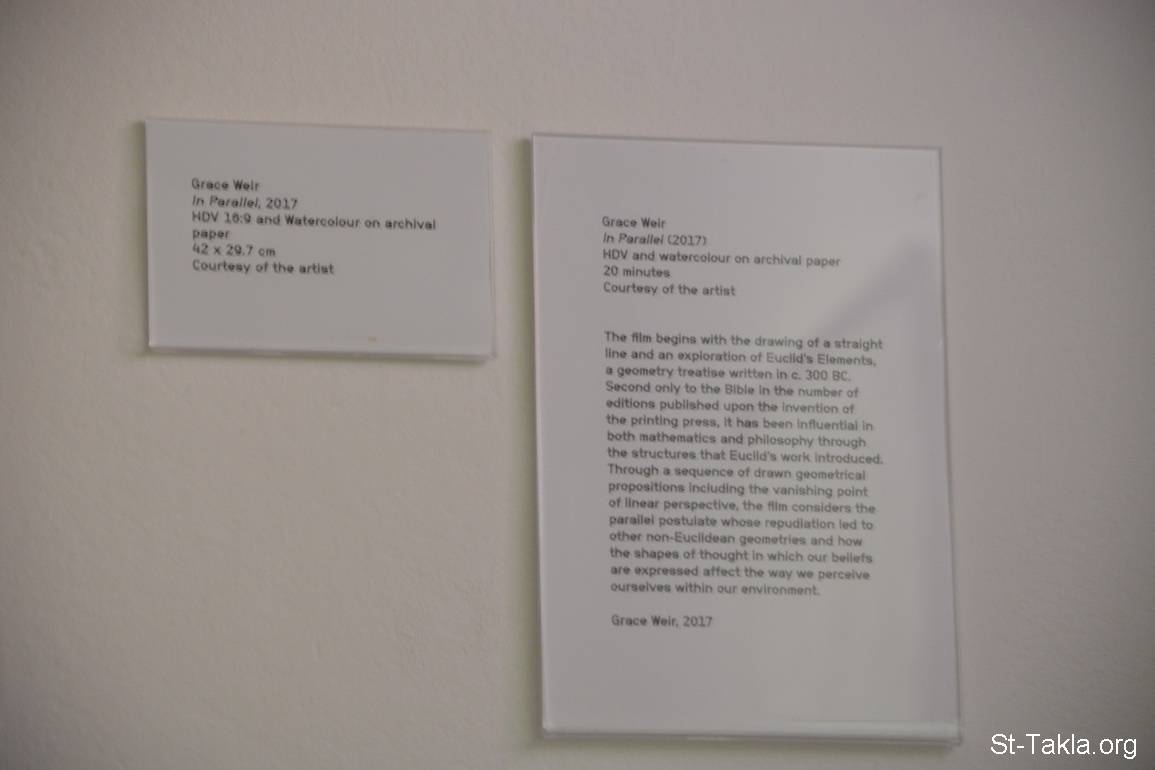 Grace Weir
In Parallel, 2017
HDV 16:9 and Watercolour on archival
paper
42 x 29.7 cm
Courtesy of the artist
Grace Weir
In Parallel (2017)
HDV and watercolour on archival paper
20 minutes
Courtesy of the artist
The film begins with the drawing of a straight
line and an exploration of Euclid's Elements,
a geometry treatise written in c. 300 BC.
Second only to the Bible in the number of
editions published upon the invention of
the printing press, it has been influential in
both mathematics and philosophy through
the structures that Euclid's work introduced.
Through a sequence of drawn geometrical
propositions including the vanishing point
of linear perspective, the film considers the
parallel postulate whose repudiation led to
other non-Euclidean geometries and how
the shapes of thought in which our beliefs
are expressed affect the way we perceive
ourselves within our environment.
Grace Weir, 2017
St-Takla.org